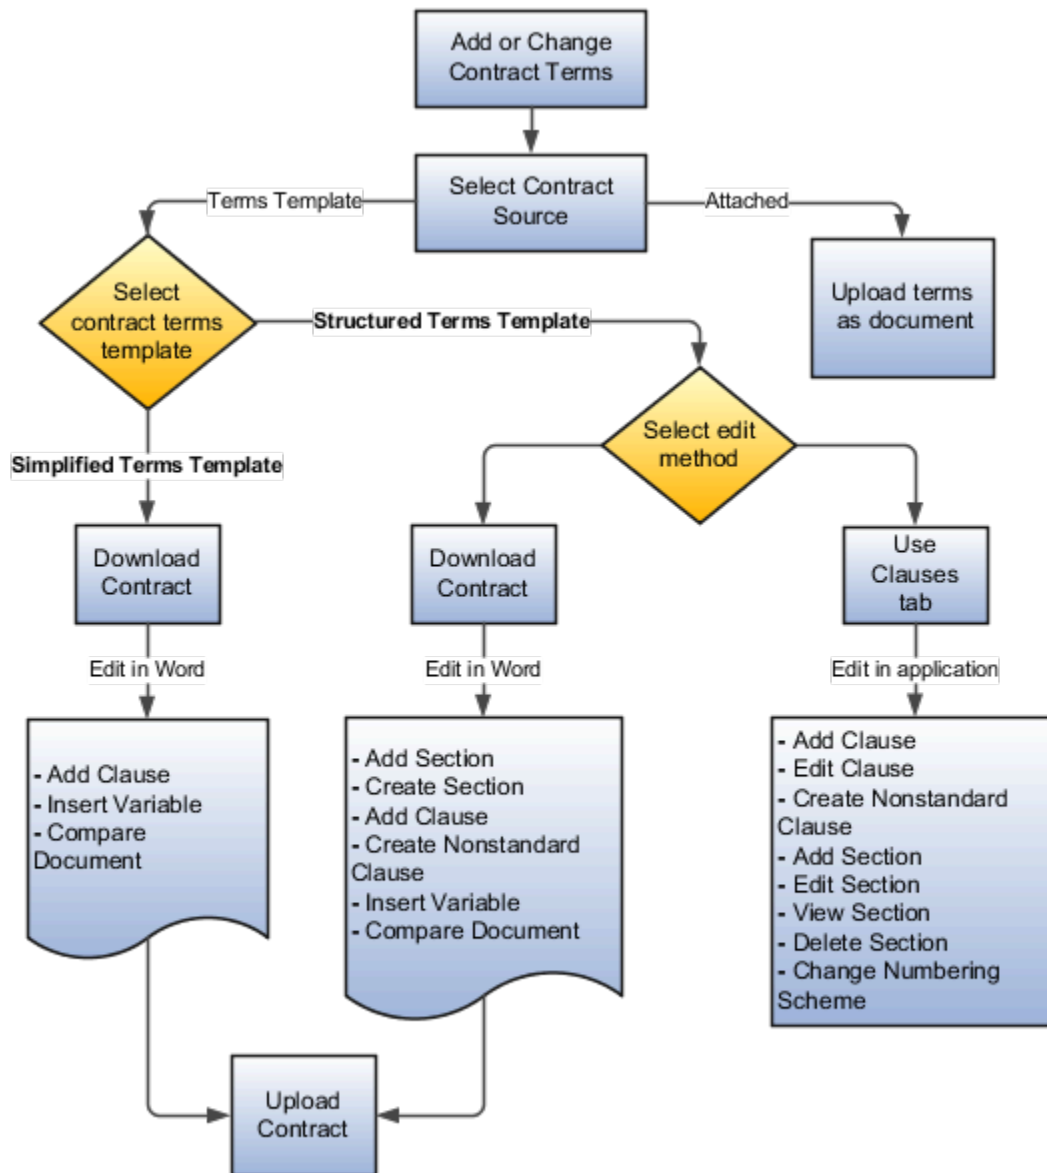 Add or Change
Contract Terms
Select Contract
Source
Terms Template
Attached
Select
contract terms
template
Structured Terms Template
Upload terms
as document
Select edit
method
Simplified Terms Template
Download
Contract
Download
Contract
Use
Clauses
tab
Edit in Word
Edit in Word
Edit in application
- Add Clause
- Insert Variable
- Compare
Document
- Add Section
- Create Section
- Add Clause
- Create Nonstandard
Clause
- Insert Variable
- Compare Document
- Add Clause
- Edit Clause
- Create Nonstandard
Clause
- Add Section
- Edit Section
- View Section
- Delete Section
- Change Numbering
Scheme
Upload
Contract